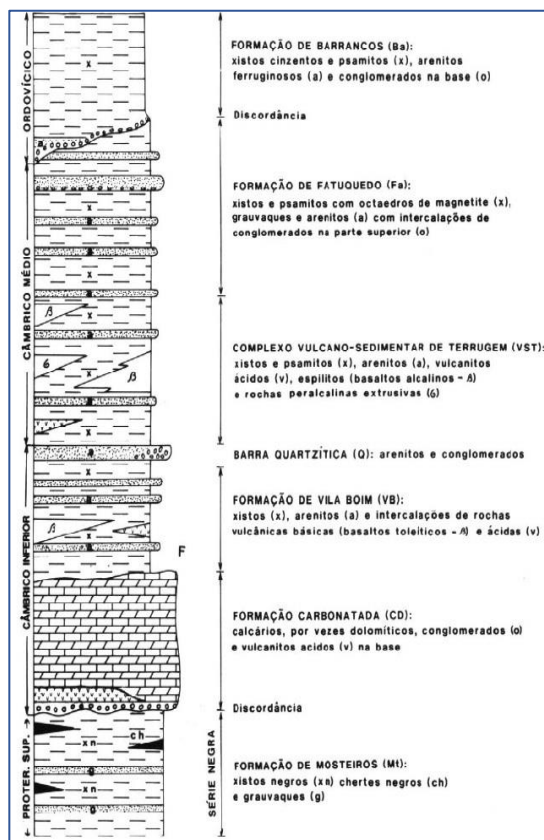 ORDOVÍCICO
CÂMBRICO MÉDIO
CÂMBRICO INFERIOR
PROTER. SUP.
SÉRIE NEGRA
FORMAÇÃO DE BARRANCOS (Ba):
xistos cinzentos e psamitos (x), arenitos
ferruginosos (a) e conglomerados na base (o)
Discordância
FORMAÇÃO DE FATUQUEDO (Fa):
xistos e psamitos com octaedros de magnetite (x),
grauvaques e arenitos (a) com intercalações de
conglomerados na parte superior (o)
COMPLEXO VULCANO-SEDIMENTAR DE TERRUGEM (VST):
xistos e psamitos (x), arenitos (a), vulcanitos
ácidos (v), espilitos (basaltos alcalinos - β)
e rochas peralcalinas extrusivas (6)
BARRA QUARTZÍTICA (Q): arenitos e conglomerados
FORMAÇÃO DE VILA BOIM (VB):
xistos (x), arenitos (a) e intercalações de rochas
vulcânicas básicas (basaltos toleíticos - β) e ácidas (v)
FORMAÇÃO CARBONATADA (CD):
calcários, por vezes dolomíticos, conglomerados (o)
e vulcanitos acidos (v) na base
Discordância
FORMAÇÃO DE MOSTEIROS (Mt):
xistos negros (xn) chertes negros (ch)
e grauvaques (g)
x
x
x
x
β
x
6
x
β
x
x
β
x
F
ch
xn
g
xn
g